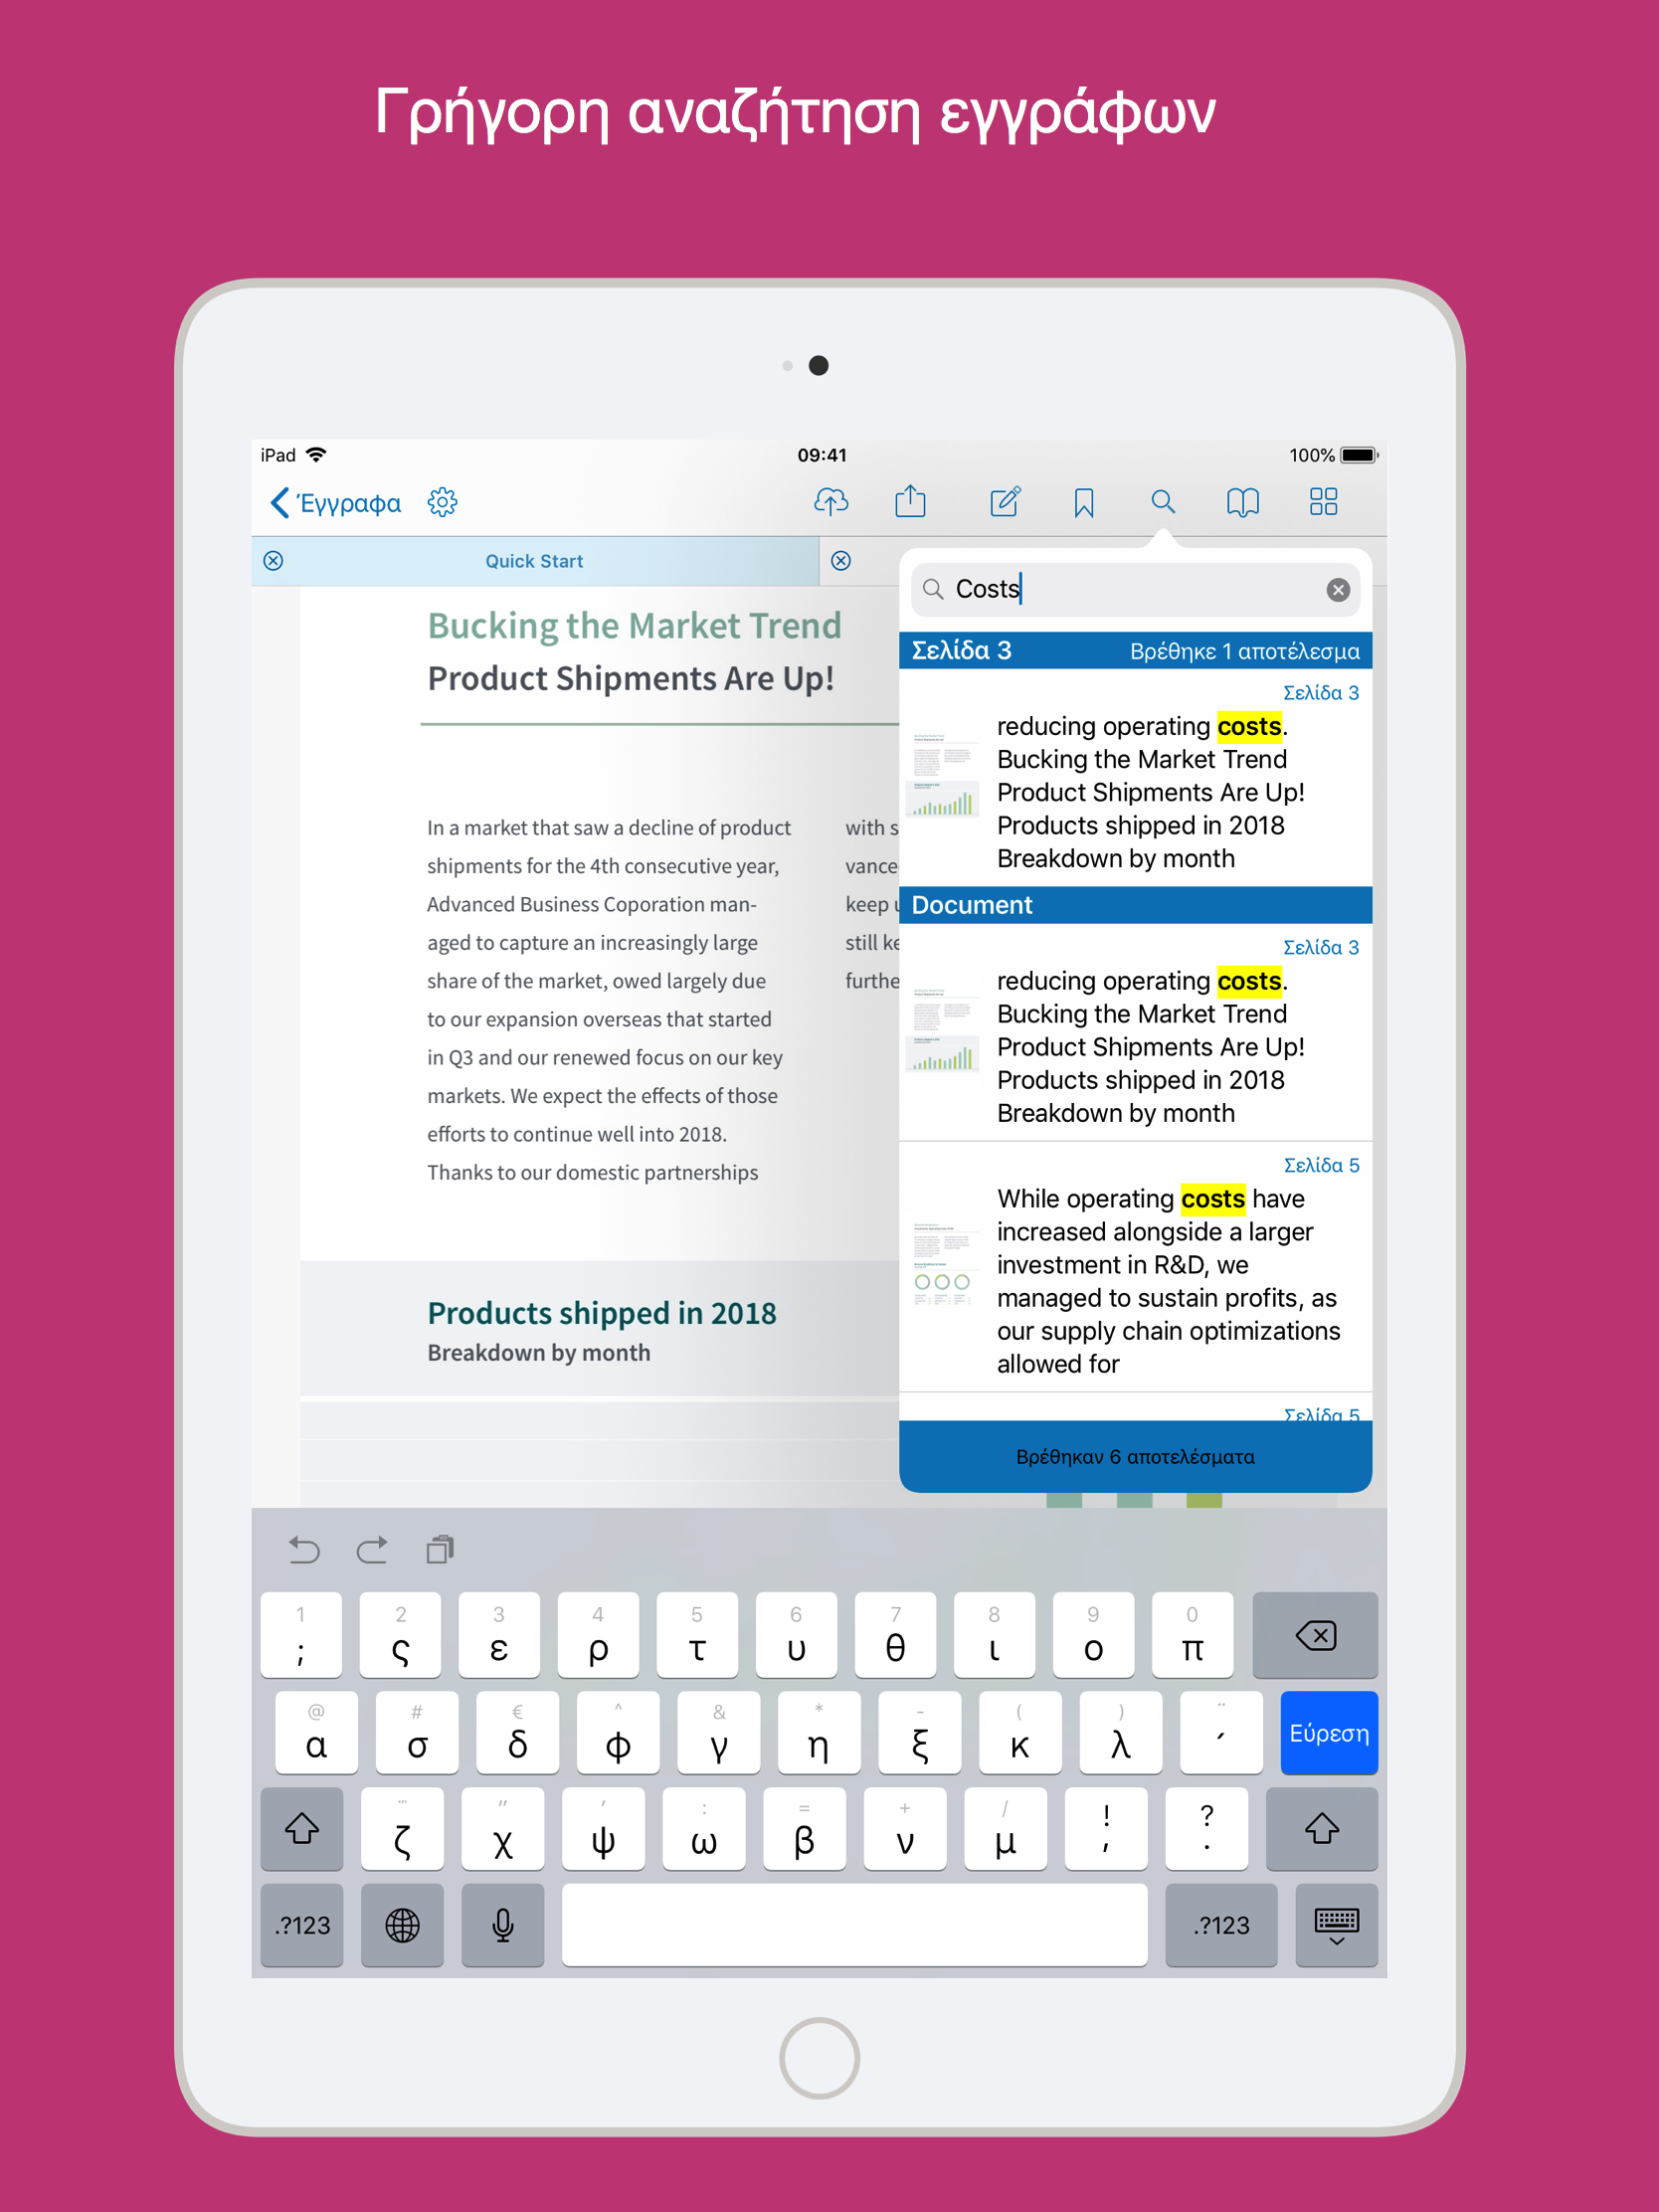 Γρήγορη αναζήτηση εγγράφων
iPad 09:41 100%
Έγγραφα
Quick Start
Costs
Σελίδα 3 Βρέθηκε 1 αποτέλεσμα
Σελίδα 3
reducing operating costs.
Bucking the Market Trend
Product Shipments Are Up!
Products shipped in 2018
Breakdown by month
Document
Σελίδα 3
reducing operating costs.
Bucking the Market Trend
Product Shipments Are Up!
Products shipped in 2018
Breakdown by month
Σελίδα 5
While operating costs have
increased alongside a larger
investment in R&D, we
managed to sustain profits, as
our supply chain optimizations
allowed for
Σελίδα 5
Βρέθηκαν 6 αποτελέσματα
Bucking the Market Trend
Product Shipments Are Up!
In a market that saw a decline of product
shipments for the 4th consecutive year,
Advanced Business Coporation man-
aged to capture an increasingly large
share of the market, owed largely due
to our expansion overseas that started
in Q3 and our renewed focus on our key
markets. We expect the effects of those
efforts to continue well into 2018.
Thanks to our domestic partnerships
with s
vance
keep u
still ke
furthe
Products shipped in 2018
Breakdown by month
1 2 3 4 5 6 7 8 9 0
; ς ε ρ τ υ θ ι ο π
@ # € ^ & * - ( ) ¨
α σ δ φ γ η ξ κ λ ΄ Εύρεση
΅ " ' : = + / ! ?
ζ χ ψ ω β ν μ , .
.?123 .?123